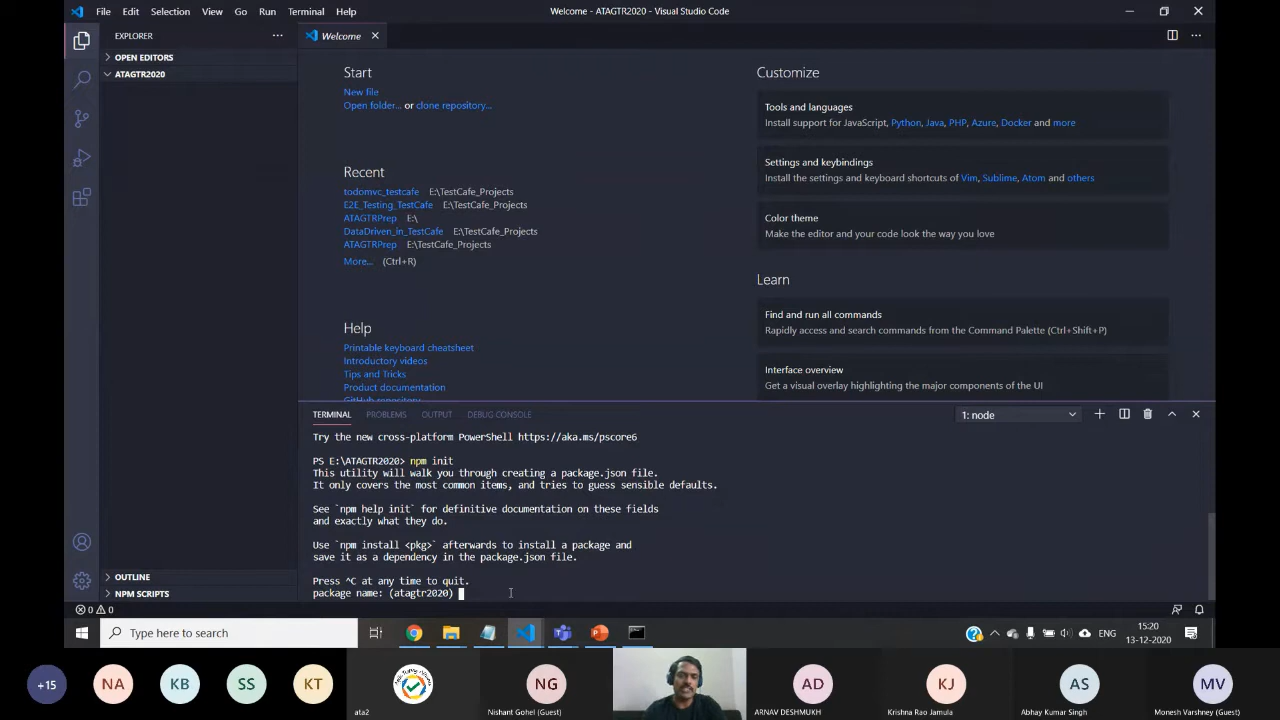 File Edit Selection View Go Run Terminal Help
Welcome - ATAGTR2020 - Visual Studio Code
EXPLORER
OPEN EDITORS
ATAGTR2020
OUTLINE
NPM SCRIPTS
Welcome
Start
New file
Open folder... or clone repository...
Recent
todomvc_testcafe E:\TestCafe_Projects
E2E_Testing_TestCafe E:\TestCafe_Projects
ATAGTRPrep E:\
DataDriven_in_TestCafe E:\TestCafe_Projects
ATAGTRPrep E:\TestCafe_Projects
More... (Ctrl+R)
Help
Printable keyboard cheatsheet
Introductory videos
Tips and Tricks
Product documentation
GitHub repository
Customize
Tools and languages
Install support for JavaScript, Python, Java, PHP, Azure, Docker and more
Settings and keybindings
Install the settings and keyboard shortcuts of Vim, Sublime, Atom and others
Color theme
Make the editor and your code look the way you love
Learn
Find and run all commands
Rapidly access and search commands from the Command Palette (Ctrl+Shift+P)
Interface overview
Get a visual overlay highlighting the major components of the UI
TERMINAL PROBLEMS OUTPUT DEBUG CONSOLE
1: node
Try the new cross-platform PowerShell https://aka.ms/pscore6
PS E:\ATAGTR2020> npm init
This utility will walk you through creating a package.json file.
It only covers the most common items, and tries to guess sensible defaults.
See `npm help init` for definitive documentation on these fields
and exactly what they do.
Use `npm install <pkg>` afterwards to install a package and
save it as a dependency in the package.json file.
Press ^C at any time to quit.
package name: (atagtr2020)
0 0
Type here to search
ENG
15:20
13-12-2020
+15
NA
KB
SS
KT
ata2
NG
Nishant Gohel (Guest)
AD
ARNAV DESHMUKH
KJ
Krishna Rao Jamula
AS
Abhay Kumar Singh
MV
Monesh Varshney (Guest)